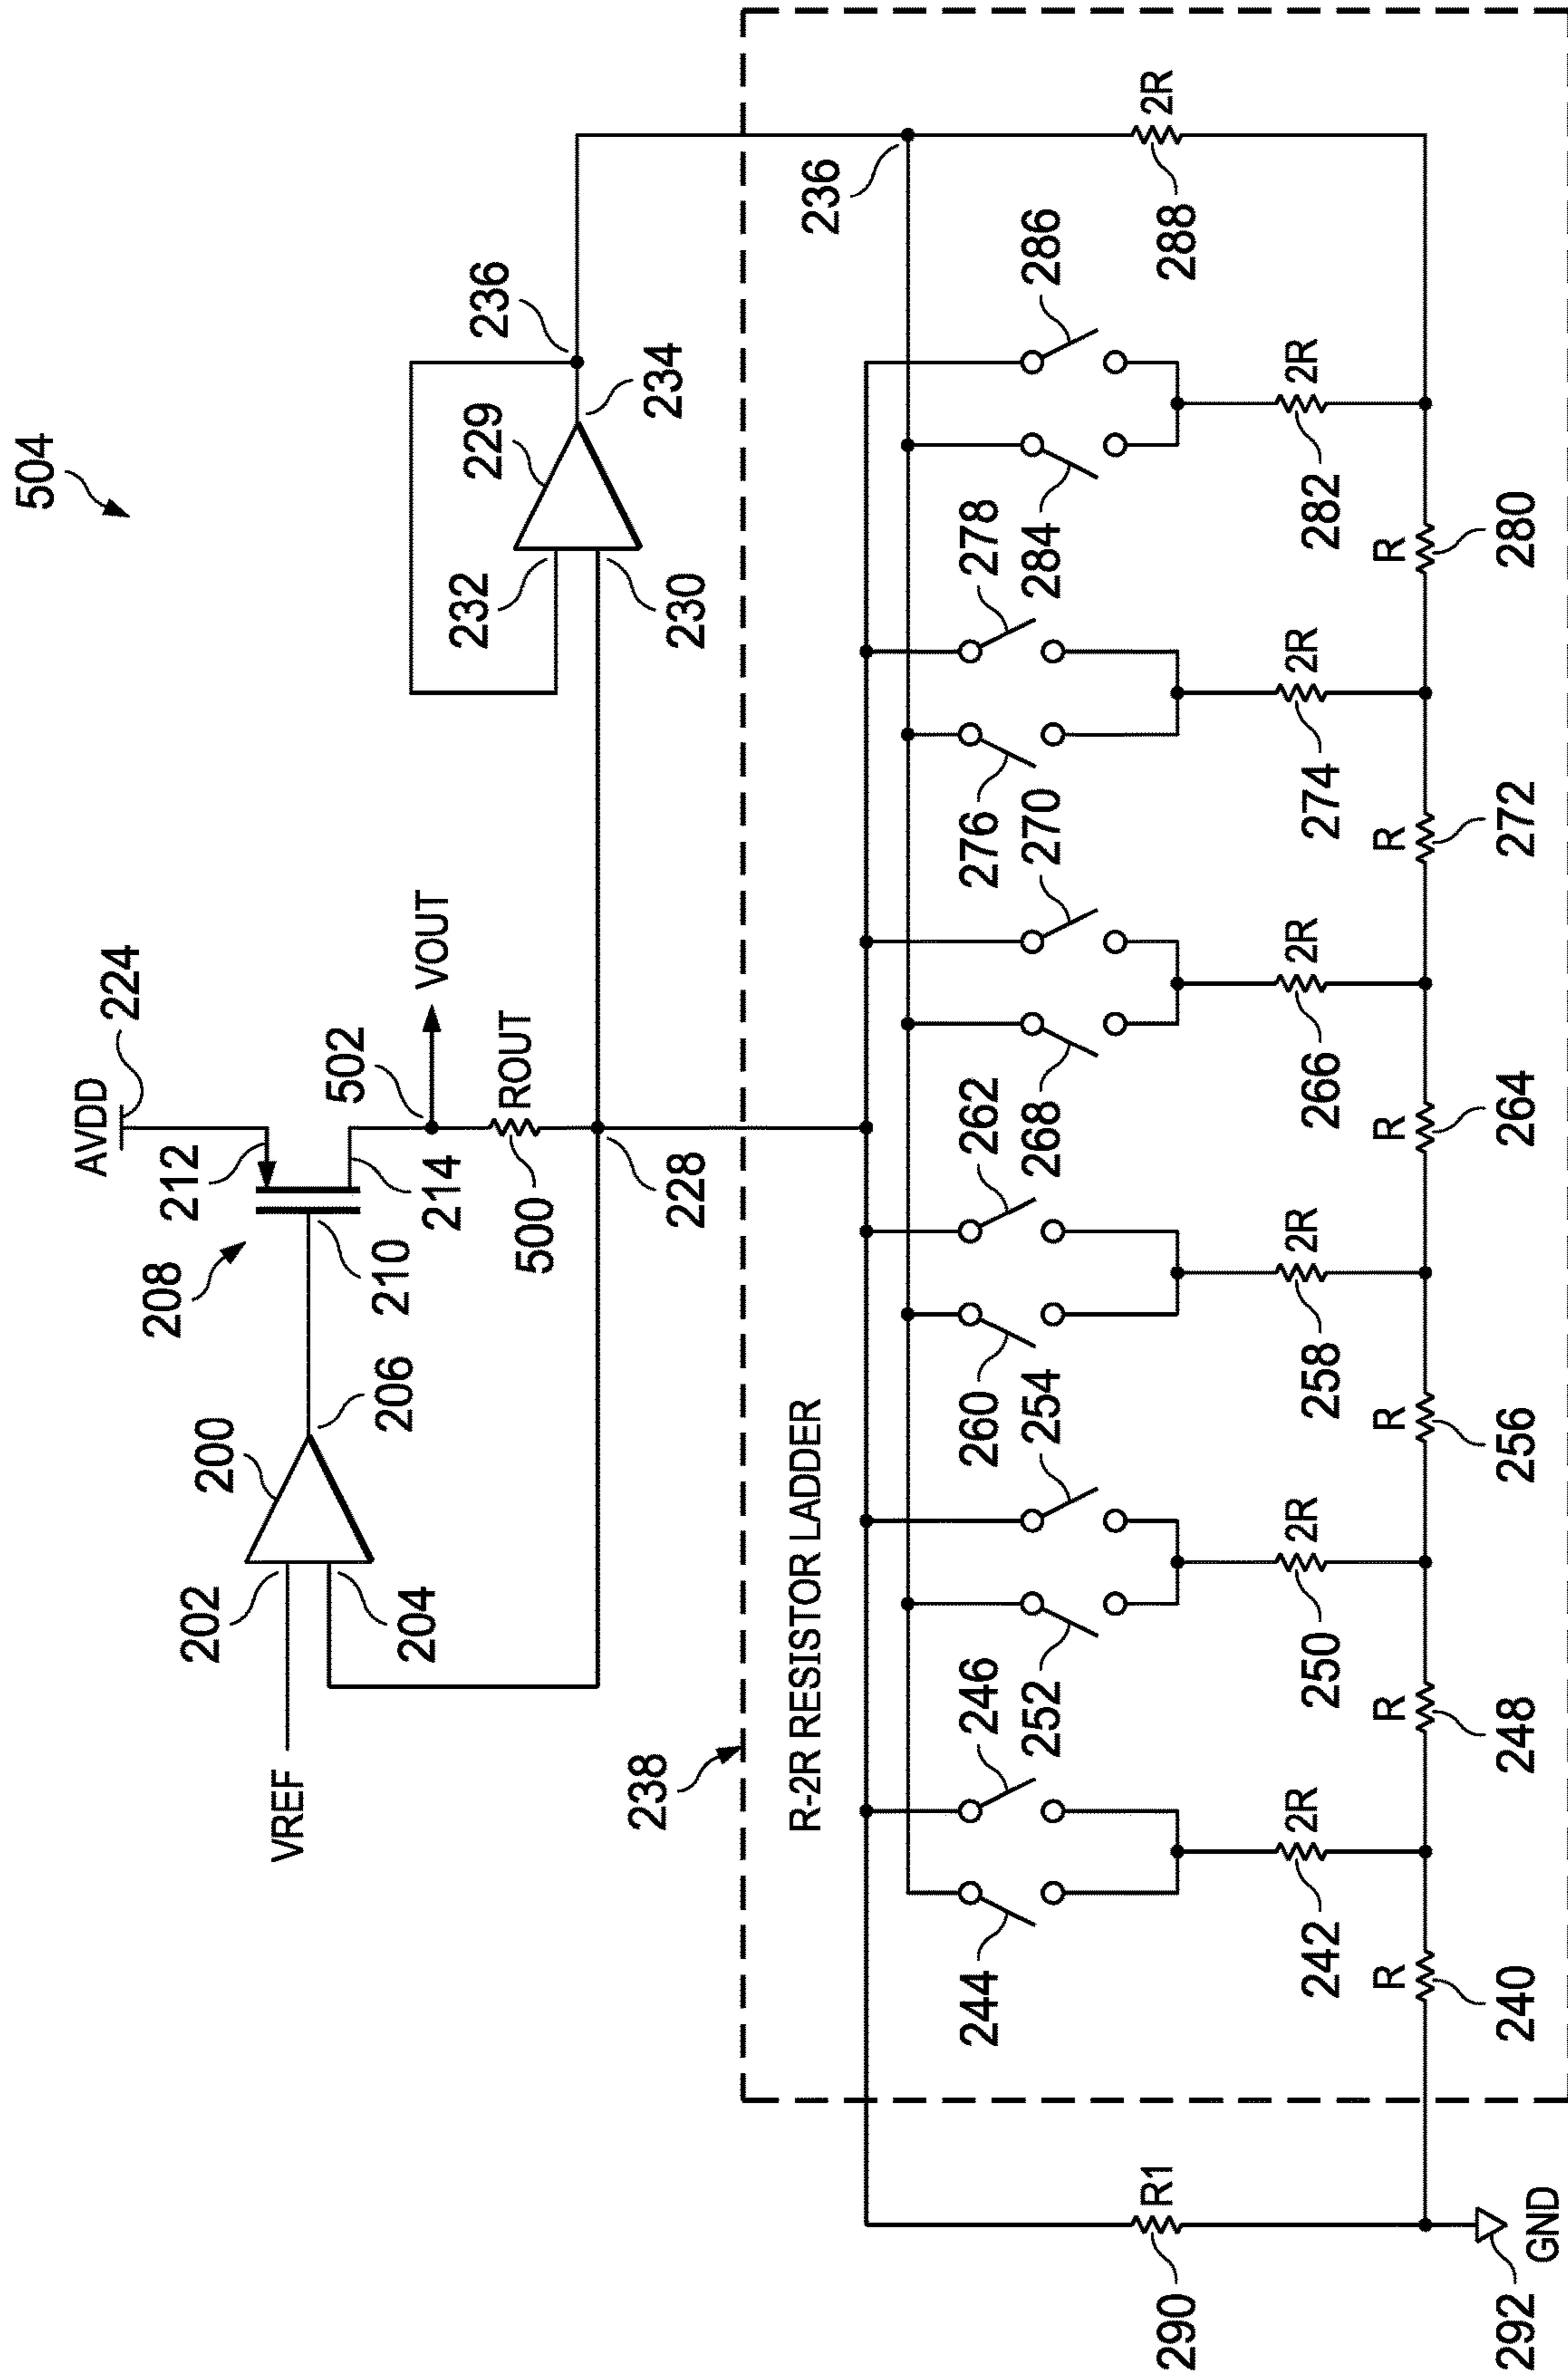 504
AVDD
224
212
208
210
214
502
VOUT
ROUT
500
228
VREF
202
200
204
206
236
229
234
232
230
238
R-2R RESISTOR LADDER
236
244
246
252
254
260
262
268
270
276
278
284
286
2R
288
242
2R
250
2R
258
2R
266
2R
274
2R
282
2R
R
240
R
248
R
256
R
264
R
272
R
280
R1
290
292
GND